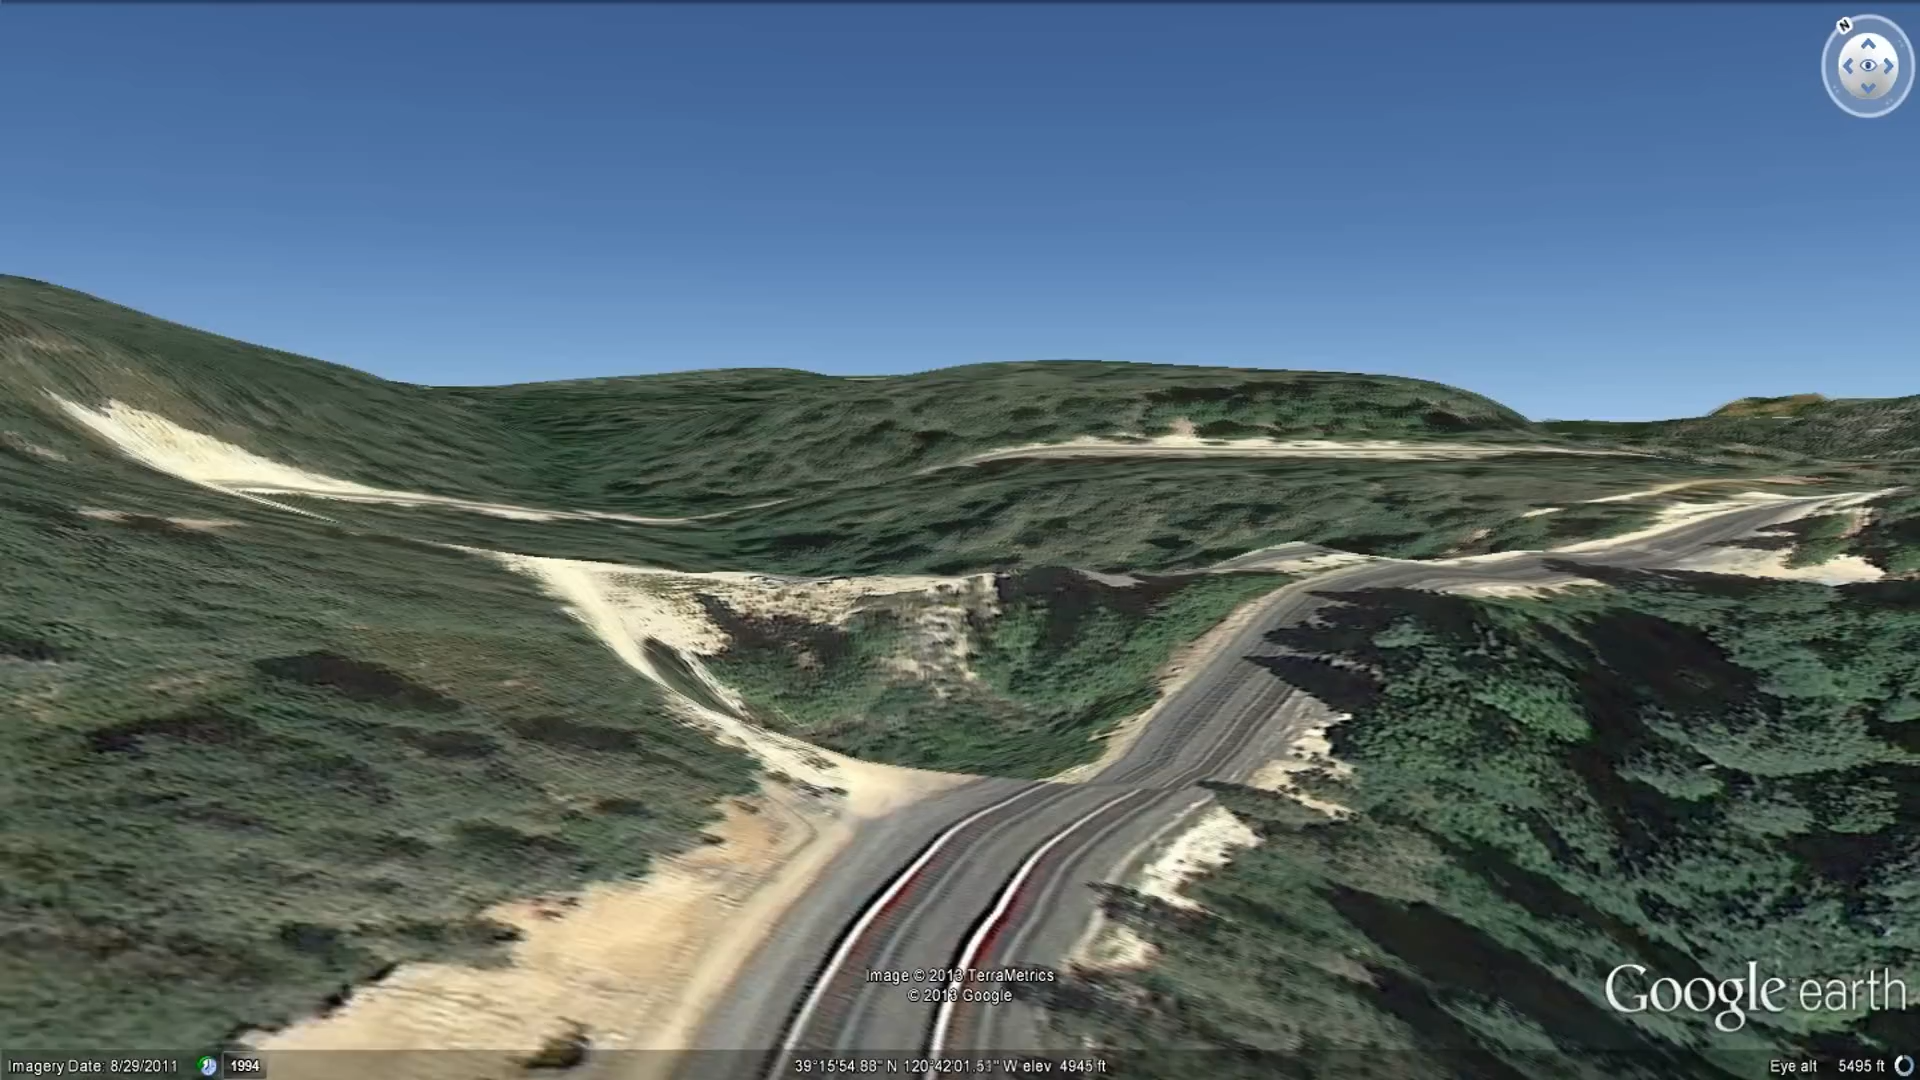 N
Image © 2013 TerraMetrics
© 2013 Google
Google earth
Imagery Date: 8/29/2011 1994 39°15'54.88" N 120°42'01.51" W elev 4945 ft Eye alt 5495 ft